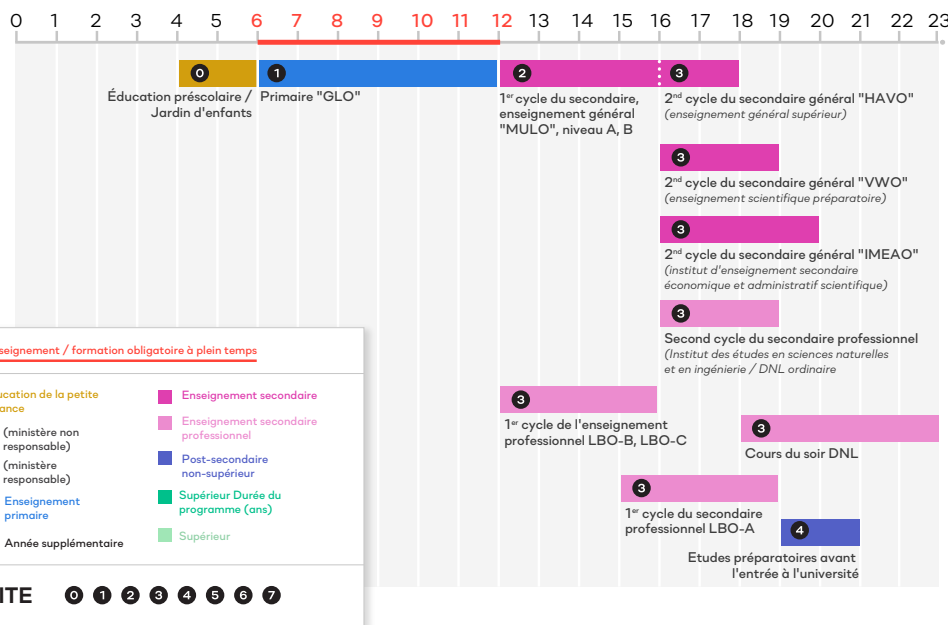 0 1 2 3 4 5 6 7 8 9 10 11 12 13 14 15 16 17 18 19 20 21 22 23
0 1 2 3
Éducation préscolaire /
Jardin d'enfants
Primaire "GLO"
1er cycle du secondaire,
enseignement général
"MULO", niveau A, B
2nd cycle du secondaire général "HAVO"
(enseignement général supérieur)
3
2nd cycle du secondaire général "VWO"
(enseignement scientifique préparatoire)
3
2nd cycle du secondaire général "IMEAO"
(institut d'enseignement secondaire
économique et administratif scientifique)
3
Second cycle du secondaire professionnel
(Institut des études en sciences naturelles
et en ingénierie / DNL ordinaire
3
1er cycle de l'enseignement
professionnel LBO-B, LBO-C
3
Cours du soir DNL
3
1er cycle du secondaire
professionnel LBO-A
4
Etudes préparatoires avant
l'entrée à l'université
seignement / formation obligatoire à plein temps
ucation de la petite
ance
(ministère non
responsable)
(ministère
responsable)
Enseignement
primaire
Année supplémentaire
Enseignement secondaire
Enseignement secondaire
professionnel
Post-secondaire
non-supérieur
Supérieur Durée du
programme (ans)
Supérieur
ITE 0 1 2 3 4 5 6 7